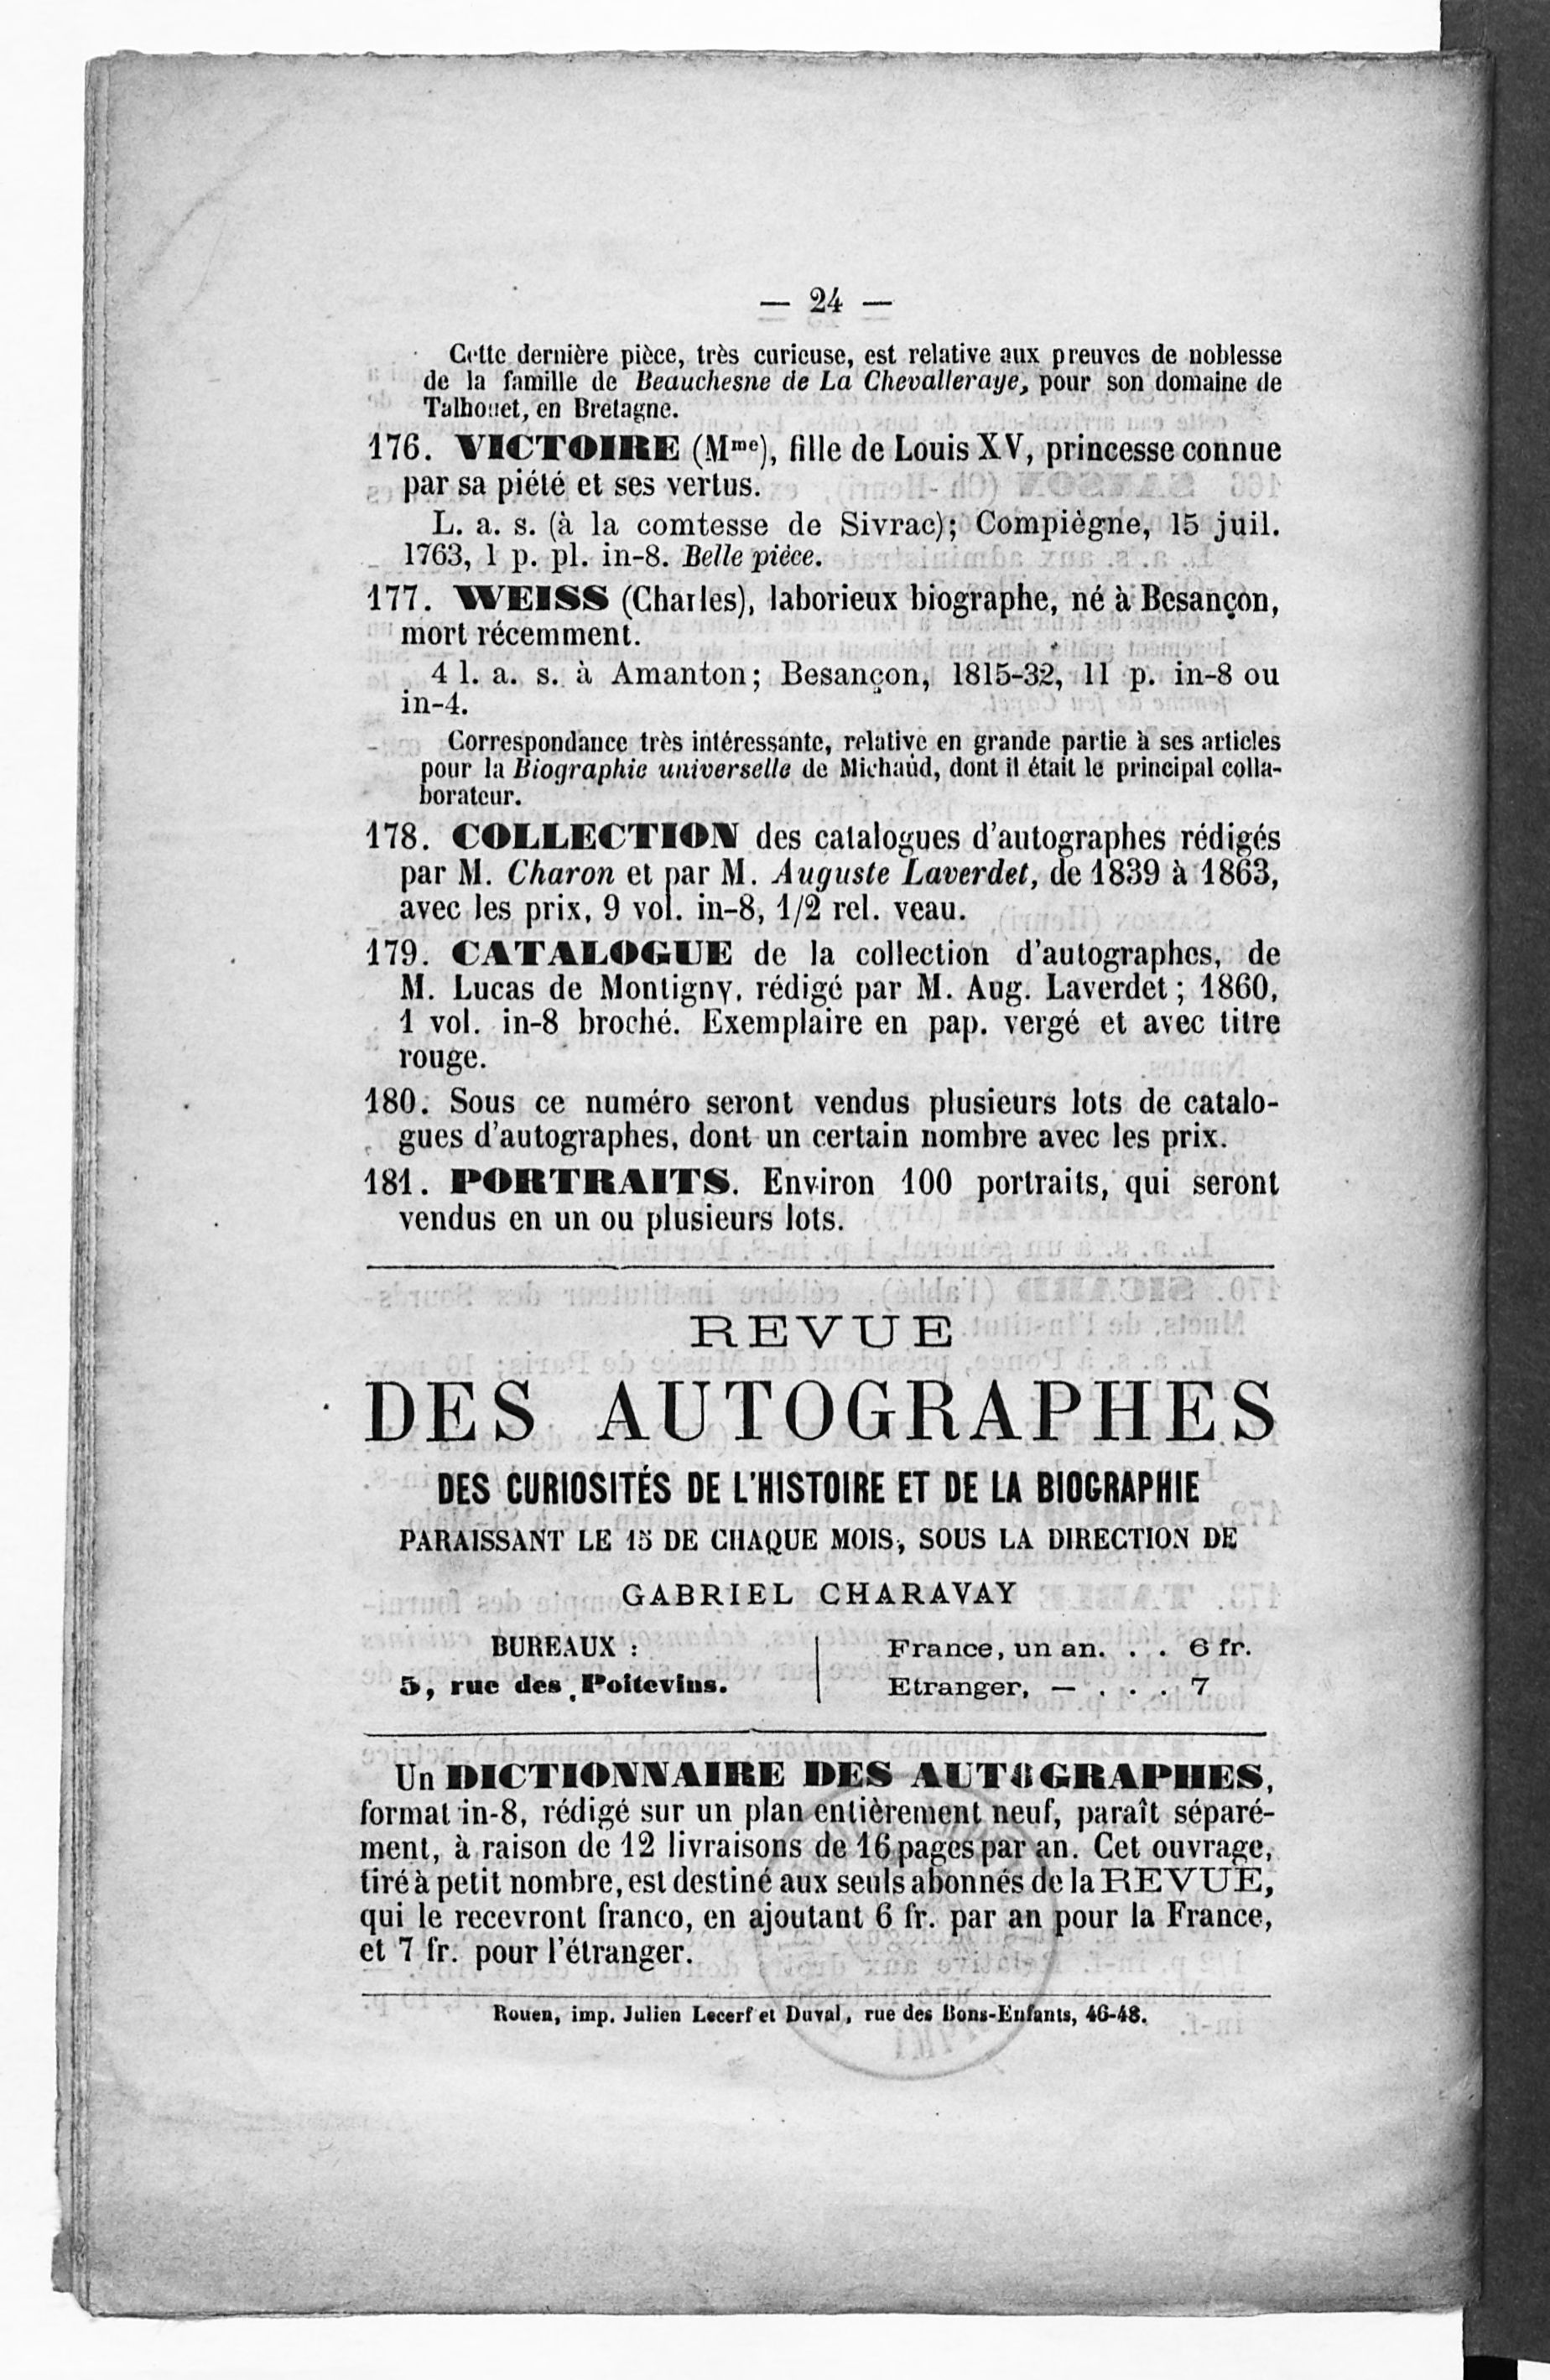 — 24 —
Cette dernière pièce, très curieuse, est relative aux preuves de noblesse
de la famille de Beauchesne de La Chevalleraye, pour son domaine de
Talhouet, en Bretagne.
176. VICTOIRE (Mme), fille de Louis XV, princesse connue
par sa piété et ses vertus.
L. a. s. (à la comtesse de Sivrac); Compiègne, 15 juil.
1763, 1 p. pl. in-8. Belle pièce.
177. WEISS (Charles), laborieux biographe, né à Besançon,
mort récemment.
4 l. a. s. à Amanton; Besançon, 1815-32, 11 p. in-8 ou
in-4.
Correspondance très intéressante, relative en grande partie à ses articles
pour la Biographie universelle de Michaud, dont il était le principal colla-
borateur.
178. COLLECTION des catalogues d'autographes rédigés
par M. Charon et par M. Auguste Laverdet, de 1839 à 1863,
avec les prix, 9 vol. in-8, 1/2 rel. veau.
179. CATALOGUE de la collection d'autographes, de
M. Lucas de Montigny, rédigé par M. Aug. Laverdet; 1860,
1 vol. in-8 broché. Exemplaire en pap. vergé et avec titre
rouge.
180. Sous ce numéro seront vendus plusieurs lots de catalo-
gues d'autographes, dont un certain nombre avec les prix.
181. PORTRAITS. Environ 100 portraits, qui seront
vendus en un ou plusieurs lots.
REVUE
DES AUTOGRAPHES
DES CURIOSITÉS DE L'HISTOIRE ET DE LA BIOGRAPHIE
PARAISSANT LE 15 DE CHAQUE MOIS, SOUS LA DIRECTION DE
GABRIEL CHARAVAY
BUREAUX :
5, rue des Poitevins.
France, un an. . . 6 fr.
Etranger, — . . . 7
Un DICTIONNAIRE DES AUTOGRAPHES,
format in-8, rédigé sur un plan entièrement neuf, paraît séparé-
ment, à raison de 12 livraisons de 16 pages par an. Cet ouvrage,
tiré à petit nombre, est destiné aux seuls abonnés de la REVUE,
qui le recevront franco, en ajoutant 6 fr. par an pour la France,
et 7 fr. pour l'étranger.
Rouen, imp. Julien Lecerf et Duval, rue des Bons-Enfants, 46-48.